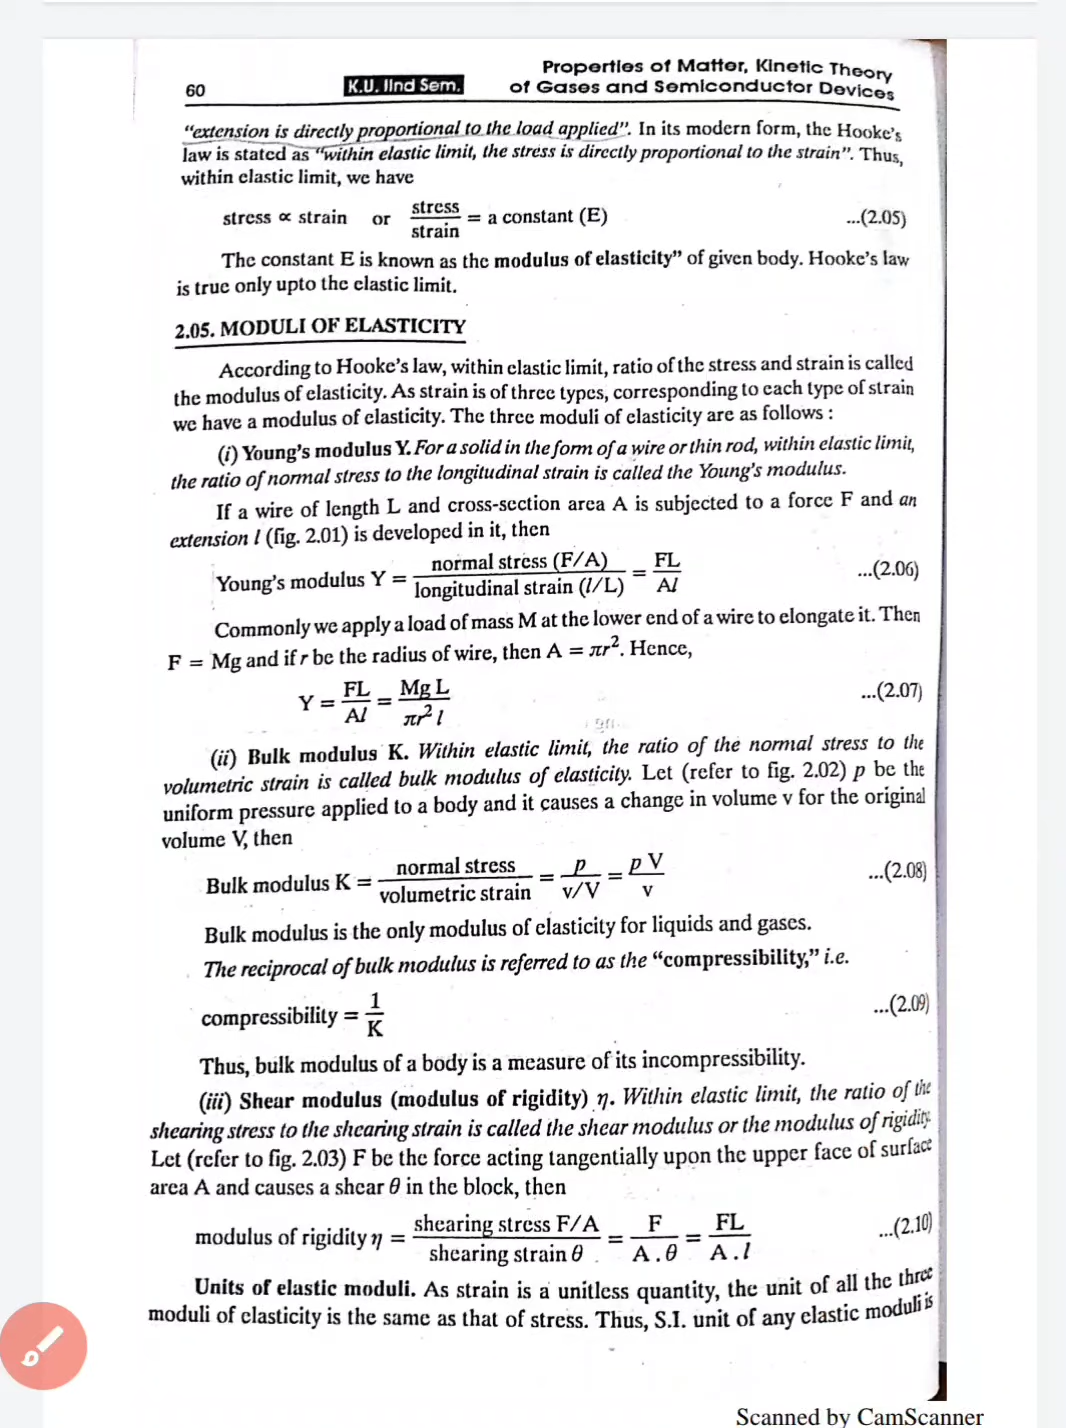 60 K.U. IInd Sem. Properties of Matter, Kinetic Theory
of Gases and Semiconductor Devices
"extension is directly proportional to the load applied". In its modern form, the Hooke's
law is stated as "within elastic limit, the stress is directly proportional to the strain". Thus,
within elastic limit, we have
stress ∝ strain or stress/strain = a constant (E) ...(2.05)
The constant E is known as the modulus of elasticity" of given body. Hooke's law
is true only upto the elastic limit.
2.05. MODULI OF ELASTICITY
According to Hooke's law, within elastic limit, ratio of the stress and strain is called
the modulus of elasticity. As strain is of three types, corresponding to each type of strain
we have a modulus of elasticity. The three moduli of elasticity are as follows :
(i) Young's modulus Y. For a solid in the form of a wire or thin rod, within elastic limit,
the ratio of normal stress to the longitudinal strain is called the Young's modulus.
If a wire of length L and cross-section area A is subjected to a force F and an
extension l (fig. 2.01) is developed in it, then
Young's modulus Y = normal stress (F/A)/longitudinal strain (l/L) = FL/Al ...(2.06)
Commonly we apply a load of mass M at the lower end of a wire to elongate it. Then
F = Mg and if r be the radius of wire, then A = πr². Hence,
Y = FL/Al = Mg L/πr² l ...(2.07)
(ii) Bulk modulus K. Within elastic limit, the ratio of the normal stress to the
volumetric strain is called bulk modulus of elasticity. Let (refer to fig. 2.02) p be the
uniform pressure applied to a body and it causes a change in volume v for the original
volume V, then
Bulk modulus K = normal stress/volumetric strain = p/v/V = p V/v ...(2.08)
Bulk modulus is the only modulus of elasticity for liquids and gases.
The reciprocal of bulk modulus is referred to as the "compressibility," i.e.
compressibility = 1/K ...(2.09)
Thus, bulk modulus of a body is a measure of its incompressibility.
(iii) Shear modulus (modulus of rigidity) η. Within elastic limit, the ratio of the
shearing stress to the shearing strain is called the shear modulus or the modulus of rigidity.
Let (refer to fig. 2.03) F be the force acting tangentially upon the upper face of surface
area A and causes a shear θ in the block, then
modulus of rigidity η = shearing stress F/A/shearing strain θ = F/A . θ = FL/A . l ...(2.10)
Units of elastic moduli. As strain is a unitless quantity, the unit of all the three
moduli of elasticity is the same as that of stress. Thus, S.I. unit of any elastic moduli is
Scanned by CamScanner